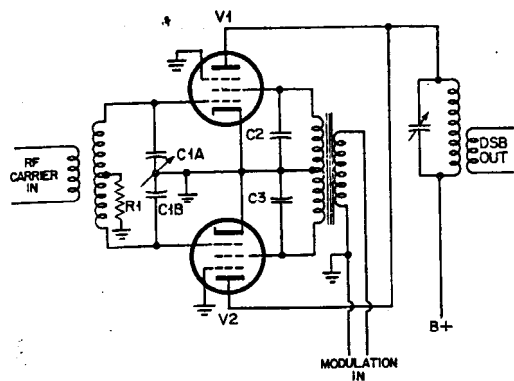 V1
C2
RF
CARRIER
IN
C1A
R1
C1B
C3
DSB
OUT
V2
B+
MODULATION
IN